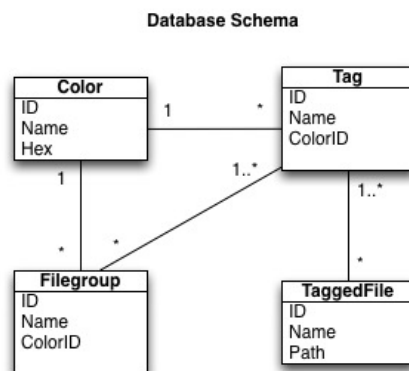 Database Schema
Color
ID
Name
Hex
1
*
Tag
ID
Name
ColorID
1
*
1..*
*
1..*
*
Filegroup
ID
Name
ColorID
TaggedFile
ID
Name
Path